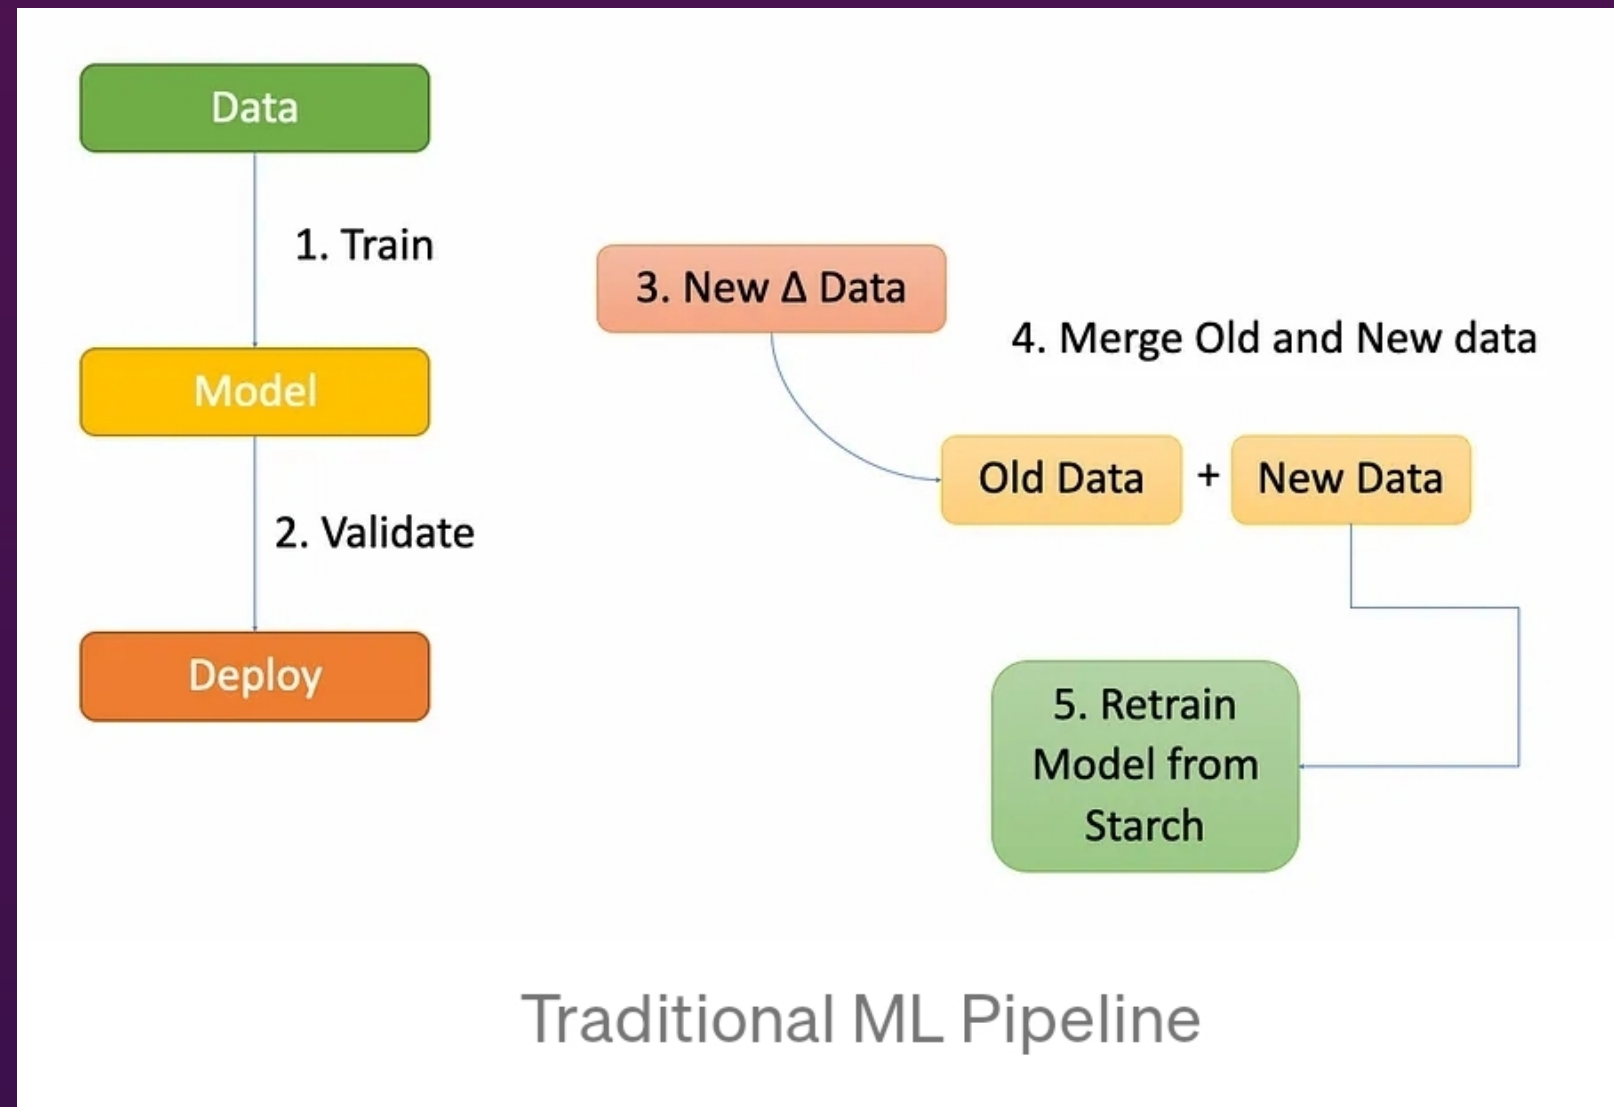 Data
1. Train
Model
2. Validate
Deploy
3. New Δ Data
4. Merge Old and New data
Old Data + New Data
5. Retrain
Model from
Starch
Traditional ML Pipeline